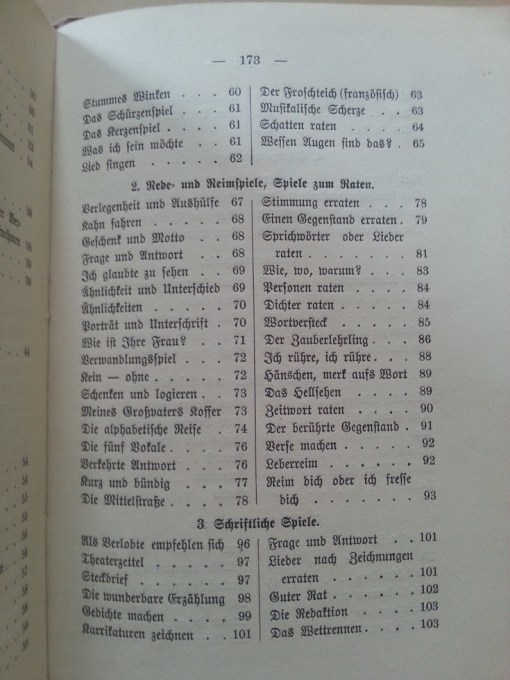 — 173 —
Stummes Winken . . . 60
Das Schürzenspiel . . . 61
Das Kerzenspiel . . . . 61
Was ich sein möchte . . 61
Lied singen . . . . . 62
Der Froschteich (französisch) 63
Musikalische Scherze . . 63
Schatten raten . . . . 64
Wessen Augen sind das? . 65
2. Rede- und Reimspiele, Spiele zum Raten.
Verlegenheit und Aushülfe 67
Kahn fahren . . . . . 68
Geschenk und Motto . . 68
Frage und Antwort . . 68
Ich glaubte zu sehen . . 69
Ähnlichkeit und Unterschied 69
Ähnlichkeiten . . . . . 70
Porträt und Unterschrift . 70
Wie ist Ihre Frau? . . . 71
Verwandlungsspiel . . . 72
Kein — ohne . . . . . 72
Schenken und logieren . . 73
Meines Großvaters Koffer 73
Die alphabetische Reise . 74
Die fünf Vokale . . . . 76
Verkehrte Antwort . . . 76
Kurz und bündig . . . 77
Die Mittelstraße . . . . 78
Stimmung erraten . . . 78
Einen Gegenstand erraten . 79
Sprichwörter oder Lieder
raten . . . . . . . 81
Wie, wo, warum? . . . 83
Personen raten . . . . 84
Dichter raten . . . . . 84
Wortversteck . . . . . 85
Der Zauberlehrling . . . 86
Ich rühre, ich rühre . . . 88
Hänschen, merk aufs Wort 89
Das Hellsehen . . . . 89
Zeitwort raten . . . . 90
Der berührte Gegenstand . 91
Verse machen . . . . . 92
Leberreim . . . . . . 92
Reim dich oder ich fresse
dich . . . . . . . 93
3. Schriftliche Spiele.
Als Verlobte empfehlen sich 96
Theaterzettel . . . . . 97
Steckbrief . . . . . . 97
Die wunderbare Erzählung 98
Gedichte machen . . . . 99
Karrikaturen zeichnen . . 101
Frage und Antwort . . . 101
Lieder nach Zeichnungen
erraten . . . . . . 101
Guter Rat . . . . . . 102
Die Redaktion . . . . 103
Das Wettrennen . . . . 103